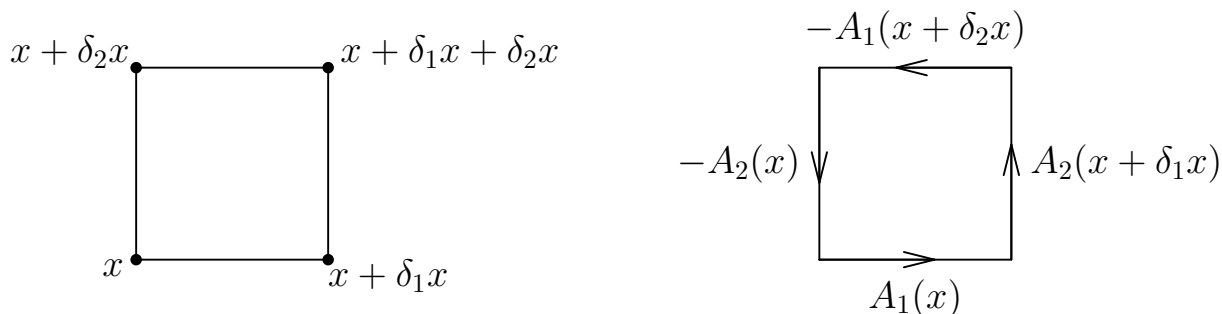 x + δ₂x
x + δ₁x + δ₂x
x
x + δ₁x
−A₁(x + δ₂x)
−A₂(x)
A₂(x + δ₁x)
A₁(x)